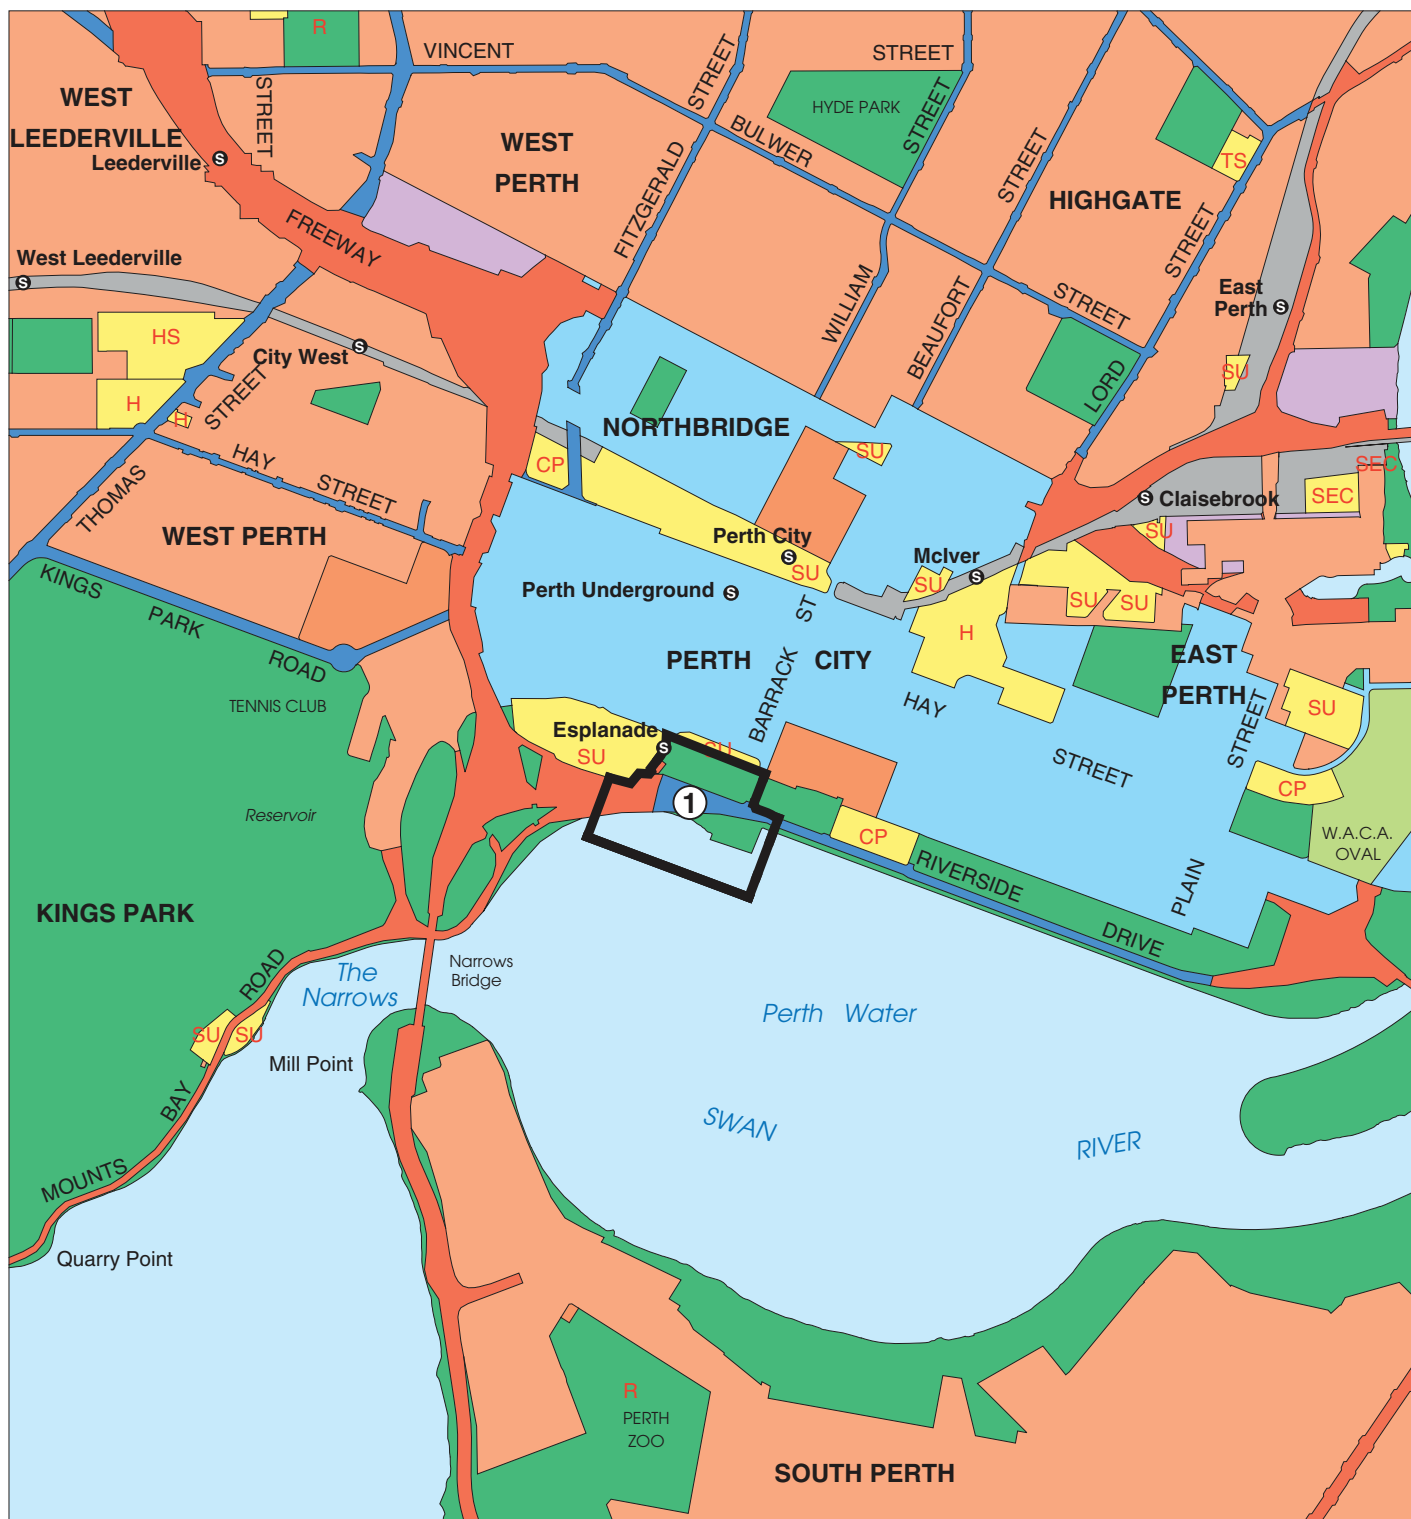 R
VINCENT
STREET
STREET
STREET
WEST
LEEDERVILLE
Leederville
S
STREET
WEST
PERTH
BULWER
HYDE PARK
STREET
STREET
TS
HIGHGATE
FITZGERALD
FREEWAY
STREET
West Leederville
S
WILLIAM
BEAUFORT
STREET
East
Perth
S
HS
City West
S
SU
H
H
STREET
LORD
NORTHBRIDGE
HAY
STREET
CP
SU
SEC
SEC
THOMAS
Claisebrook
S
WEST PERTH
Perth City
S
SU
McIver
S
SU
SU
Perth Underground
S
SU
SU
KINGS
PARK
ROAD
ST
H
PERTH
CITY
BARRACK
EAST
PERTH
HAY
STREET
STREET
SU
TENNIS CLUB
Esplanade
S
SU
SU
CP
1
Reservoir
CP
W.A.C.A.
OVAL
RIVERSIDE
PLAIN
DRIVE
KINGS PARK
Narrows
Bridge
The
Narrows
ROAD
Perth Water
SU
SU
Mill Point
BAY
SWAN
RIVER
MOUNTS
Quarry Point
R
PERTH
ZOO
SOUTH PERTH